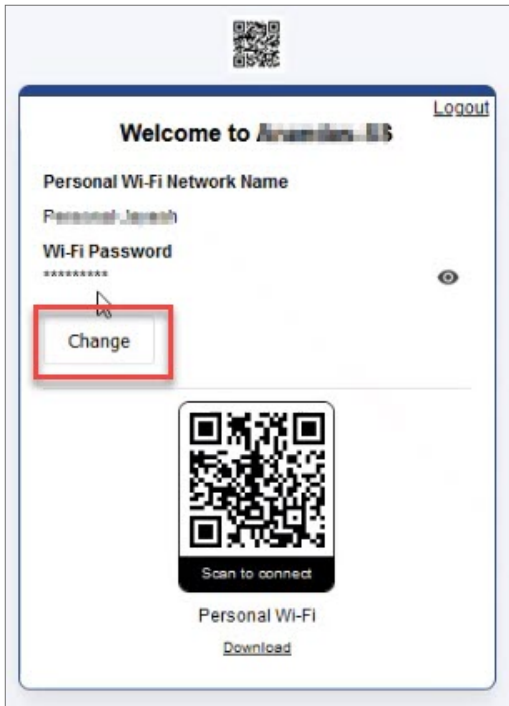 Logout
Welcome to
Personal Wi-Fi Network Name
Wi-Fi Password
*********
Change
Scan to connect
Personal Wi-Fi
Download